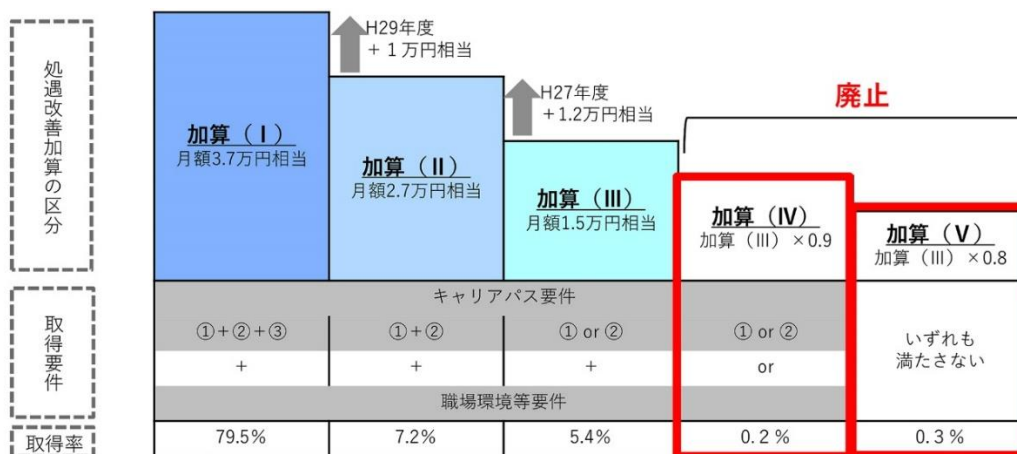 処遇改善加算の区分
H29年度
+ 1 万円相当
H27年度
+1.2万円相当
廃止
加算（Ⅰ）
月額3.7万円相当
加算（Ⅱ）
月額2.7万円相当
加算（Ⅲ）
月額1.5万円相当
加算（Ⅳ）
加算（Ⅲ）×0.9
加算（Ⅴ）
加算（Ⅲ）×0.8
取得要件
キャリアパス要件
①+②+③
①+②
① or ②
① or ②
いずれも
満たさない
+
+
+
or
職場環境等要件
取得率
79.5%
7.2%
5.4%
0.2%
0.3%